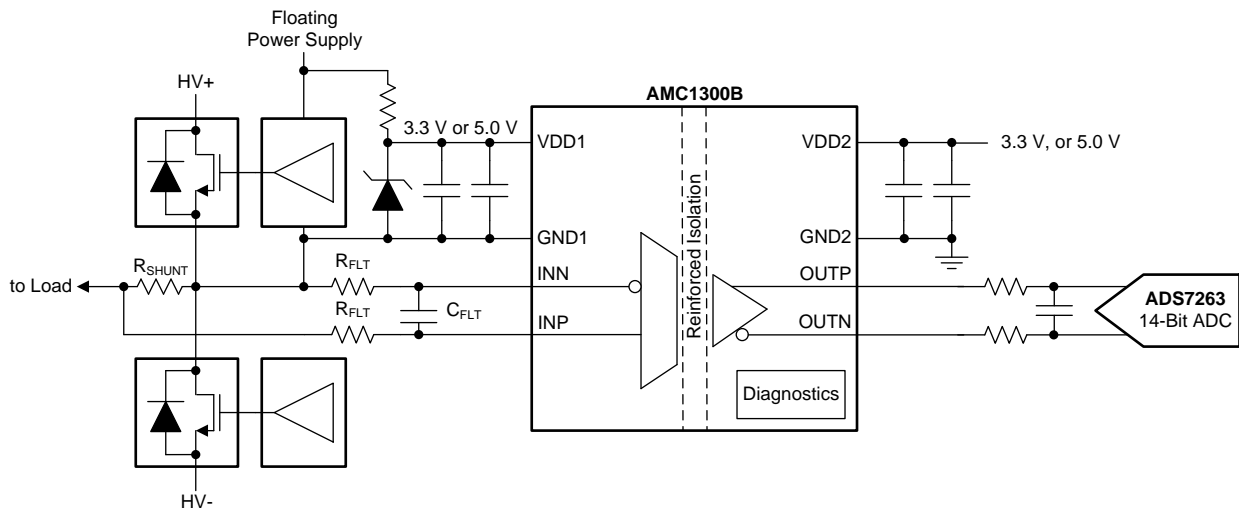 Floating
Power Supply
HV+
AMC1300B
3.3 V or 5.0 V
VDD1
VDD2
3.3 V, or 5.0 V
GND1
GND2
Reinforced Isolation
to Load
RSHUNT
RFLT
INN
OUTP
CFLT
RFLT
INP
OUTN
ADS7263
14-Bit ADC
Diagnostics
HV-